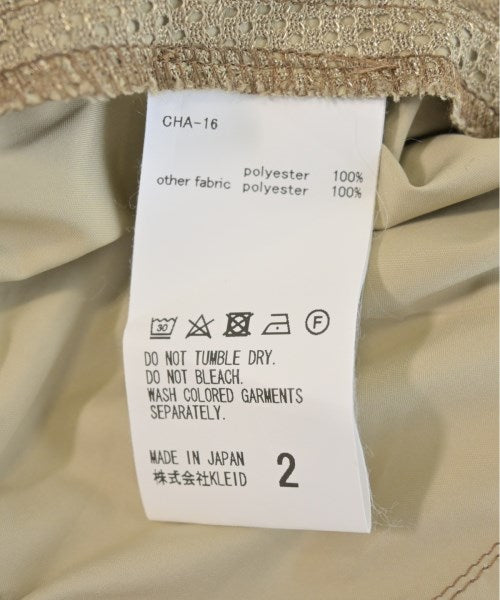 CHA-16
polyester 100%
other fabric polyester 100%
30 F
DO NOT TUMBLE DRY.
DO NOT BLEACH.
WASH COLORED GARMENTS
SEPARATELY.
MADE IN JAPAN 2
株式会社KLEID